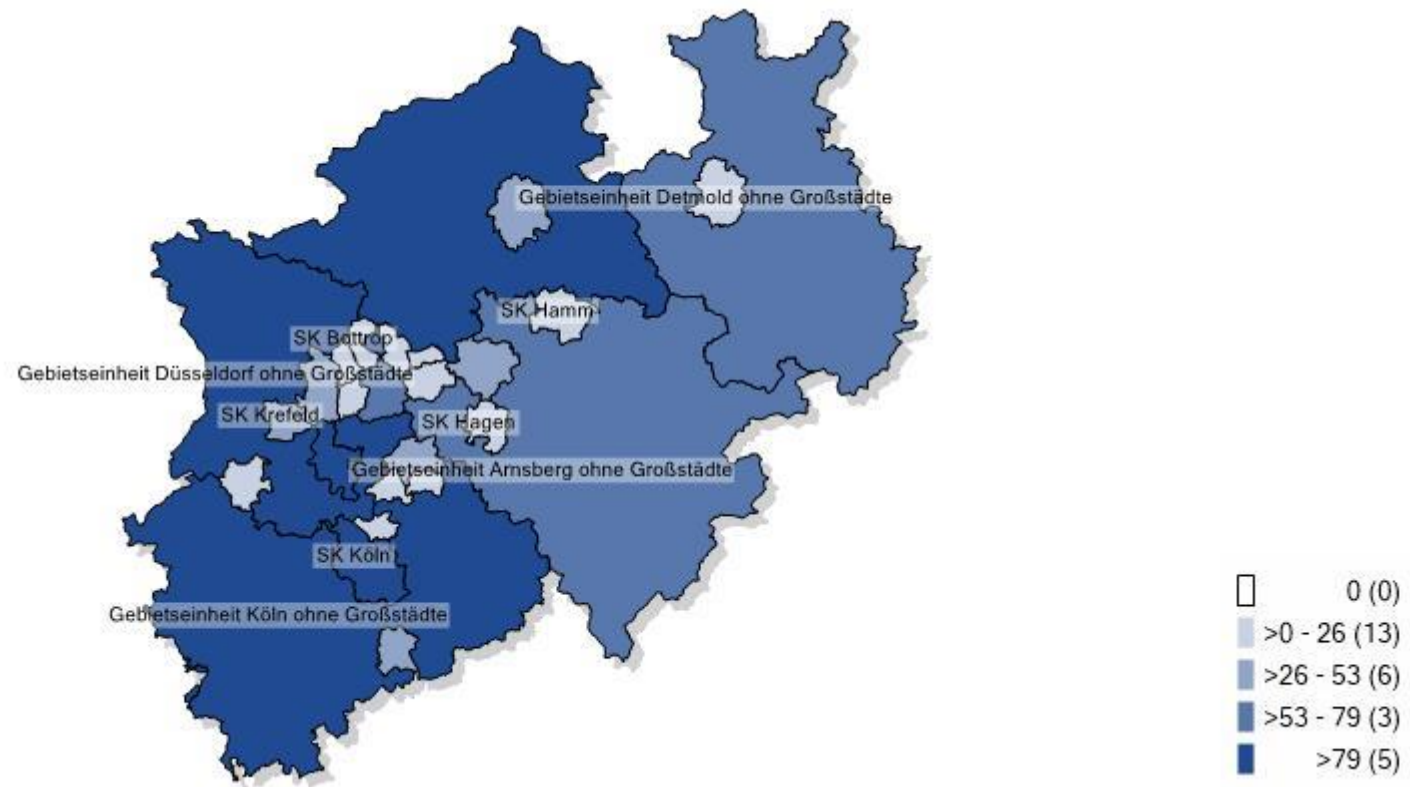 Gebietseinheit Detmold ohne Großstädte
SK Hamm
SK Bottrop
Gebietseinheit Düsseldorf ohne Großstädte
SK Krefeld
SK Hagen
Gebietseinheit Arnsberg ohne Großstädte
SK Köln
Gebietseinheit Köln ohne Großstädte
0 (0)
>0 - 26 (13)
>26 - 53 (6)
>53 - 79 (3)
>79 (5)